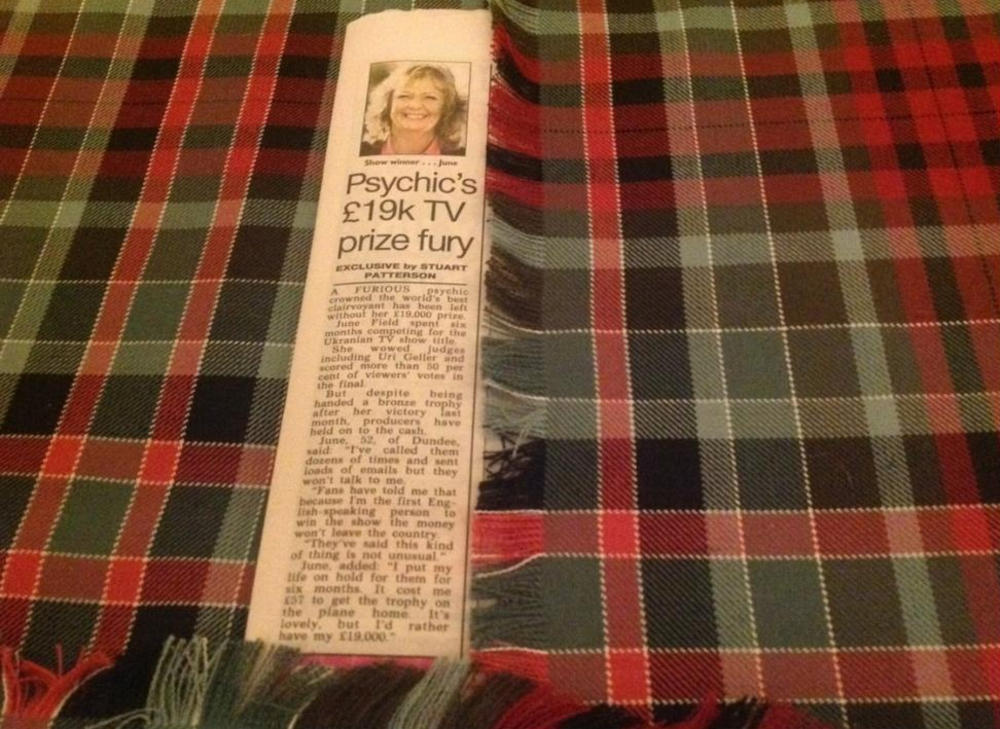 Show winner . . . June
Psychic's
£19k TV
prize fury
EXCLUSIVE by STUART
PATTERSON
A FURIOUS psychic
crowned the world's best
clairvoyant has been left
without her £19,000 prize.
June Field spent six
months competing for the
Ukranian TV show title.
She wowed judges
including Uri Geller and
scored more than 50 per
cent of viewers' votes in
the final.
But despite being
handed a bronze trophy
after her victory last
month, producers have
held on to the cash.
June, 52, of Dundee,
said: "I've called them
dozens of times and sent
loads of emails but they
won't talk to me.
"Fans have told me that
because I'm the first Eng-
lish-speaking person to
win the show the money
won't leave the country.
"They've said this kind
of thing is not unusual."
June, added: "I put my
life on hold for them for
six months. It cost me
£57 to get the trophy on
the plane home. It's
lovely, but I'd rather
have my £19,000."